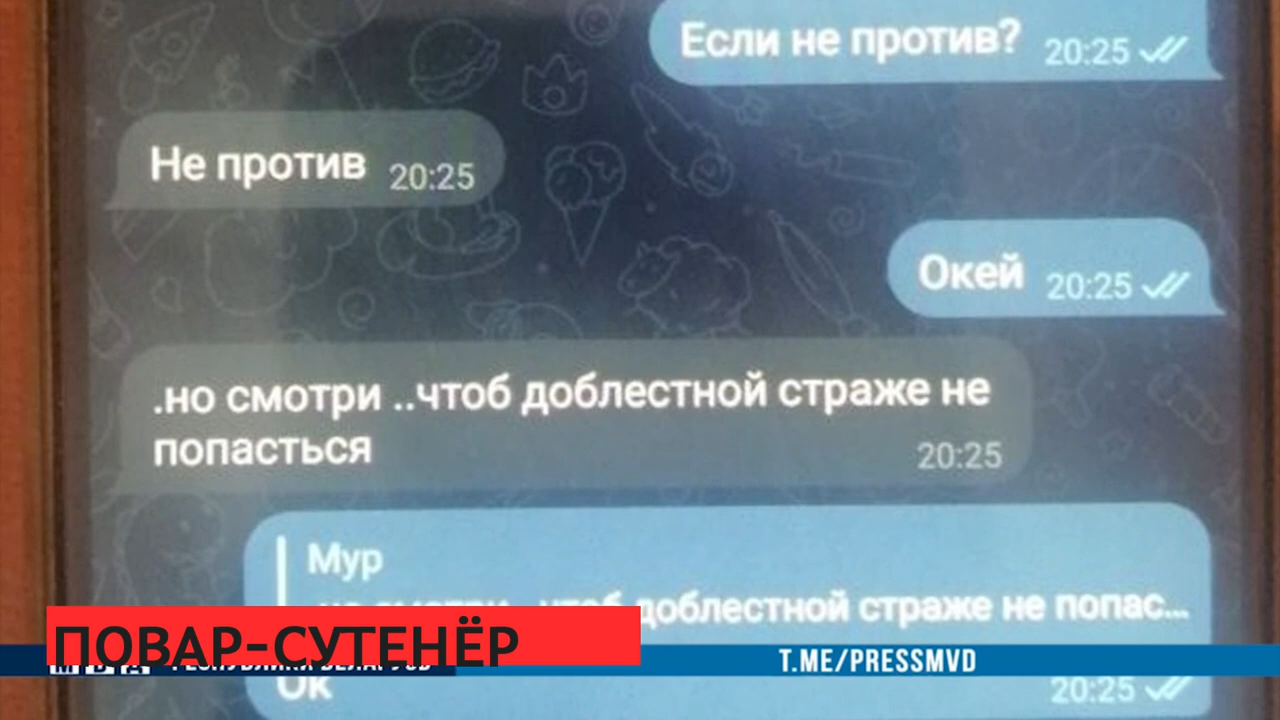 Если не против? 20:25
Не против 20:25
Окей 20:25
.но смотри ..чтоб доблестной страже не
попасться 20:25
Мур
доблестной страже не попас...
ПОВАР-СУТЕНЁР
T.ME/PRESSMVD
Ок 20:25